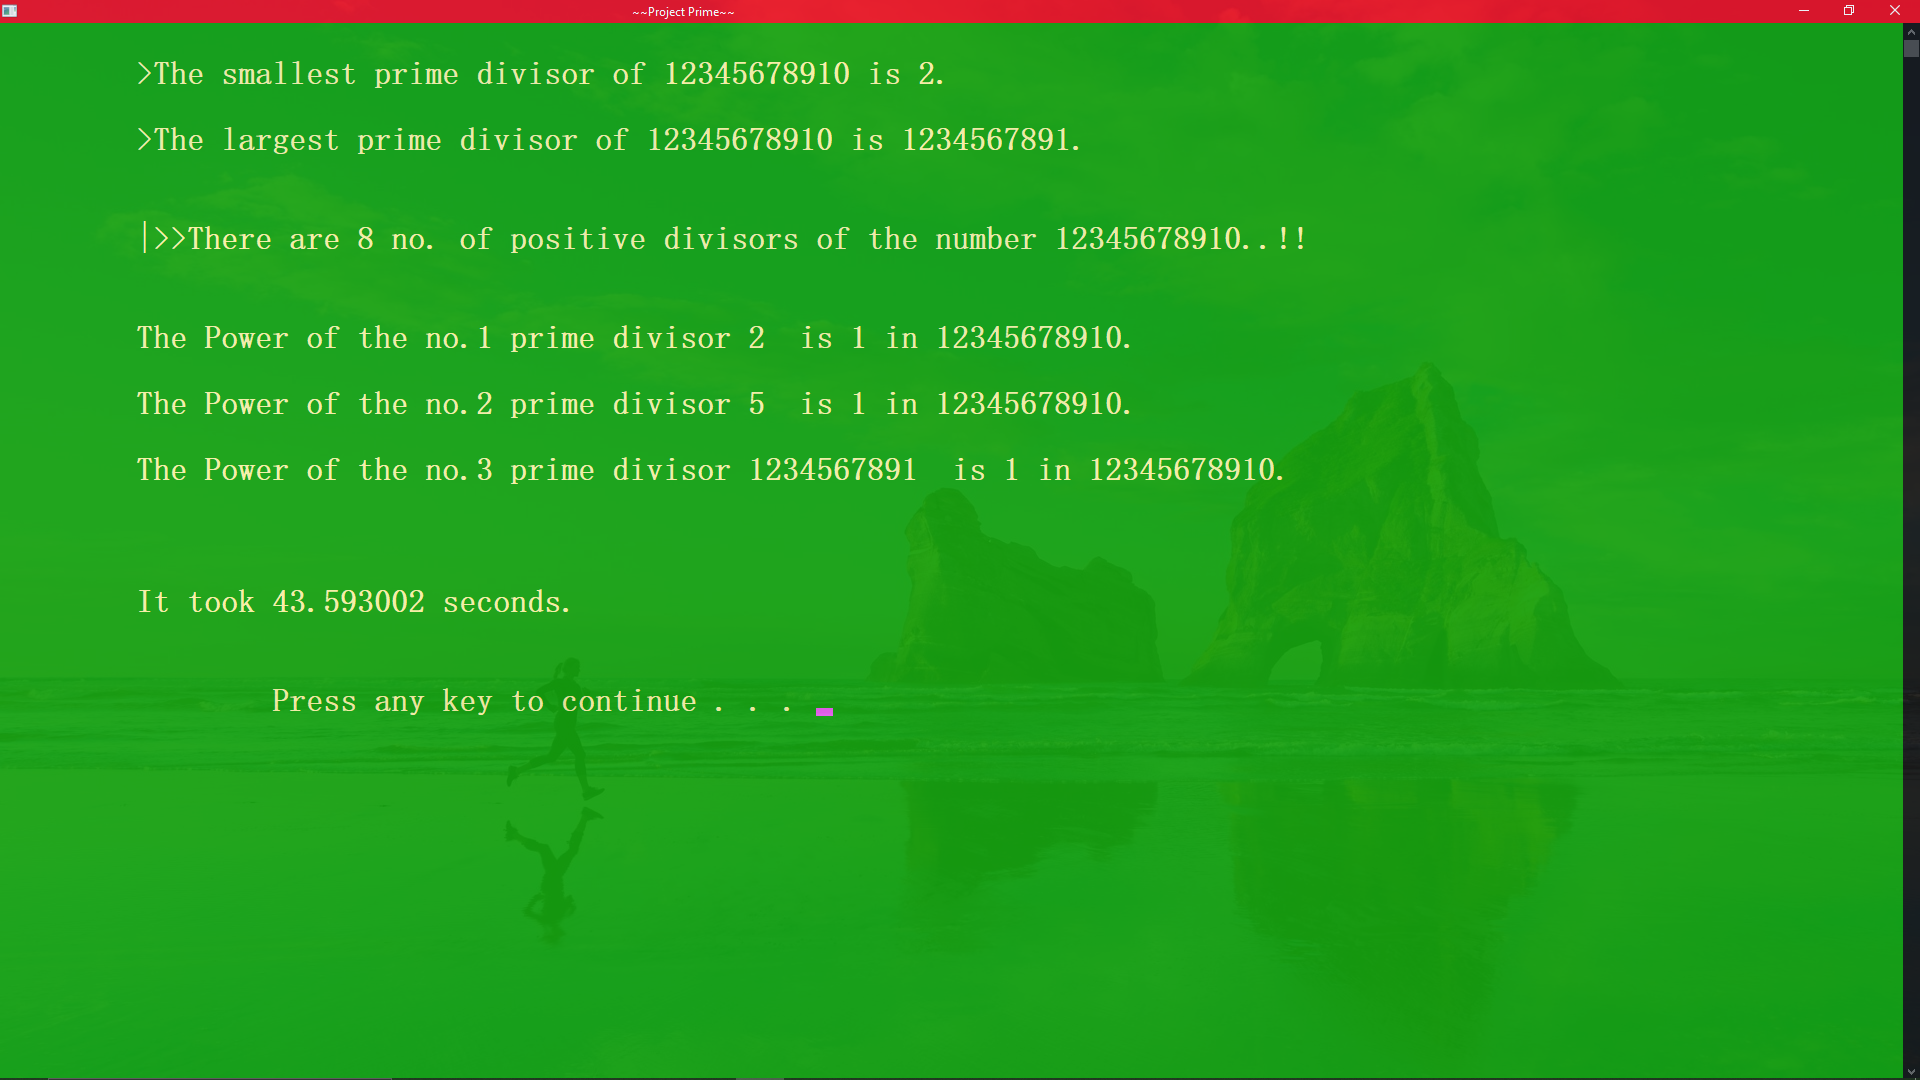 ~~Project Prime~~
>The smallest prime divisor of 12345678910 is 2.
>The largest prime divisor of 12345678910 is 1234567891.
|>>There are 8 no. of positive divisors of the number 12345678910..!!
The Power of the no.1 prime divisor 2  is 1 in 12345678910.
The Power of the no.2 prime divisor 5  is 1 in 12345678910.
The Power of the no.3 prime divisor 1234567891  is 1 in 12345678910.
It took 43.593002 seconds.
Press any key to continue . . .